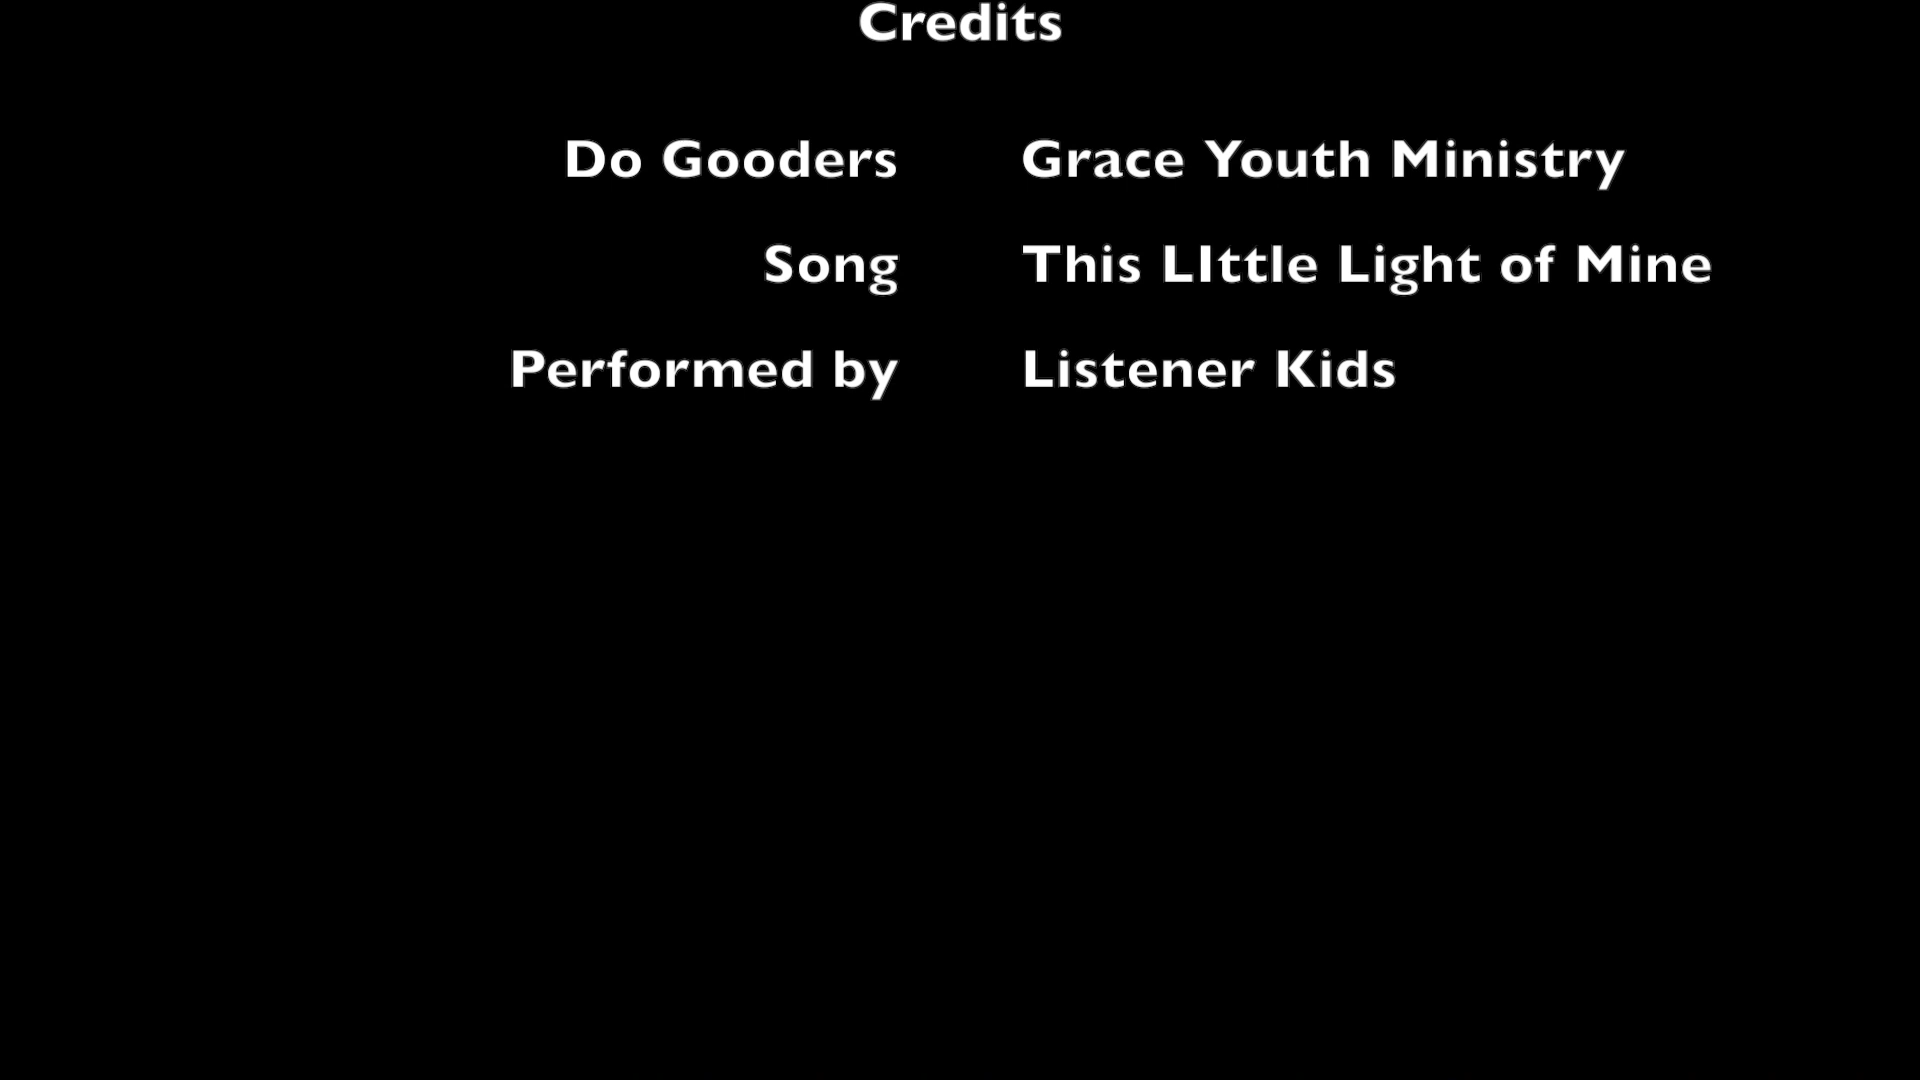 Credits
Do Gooders Grace Youth Ministry
Song This LIttle Light of Mine
Performed by Listener Kids